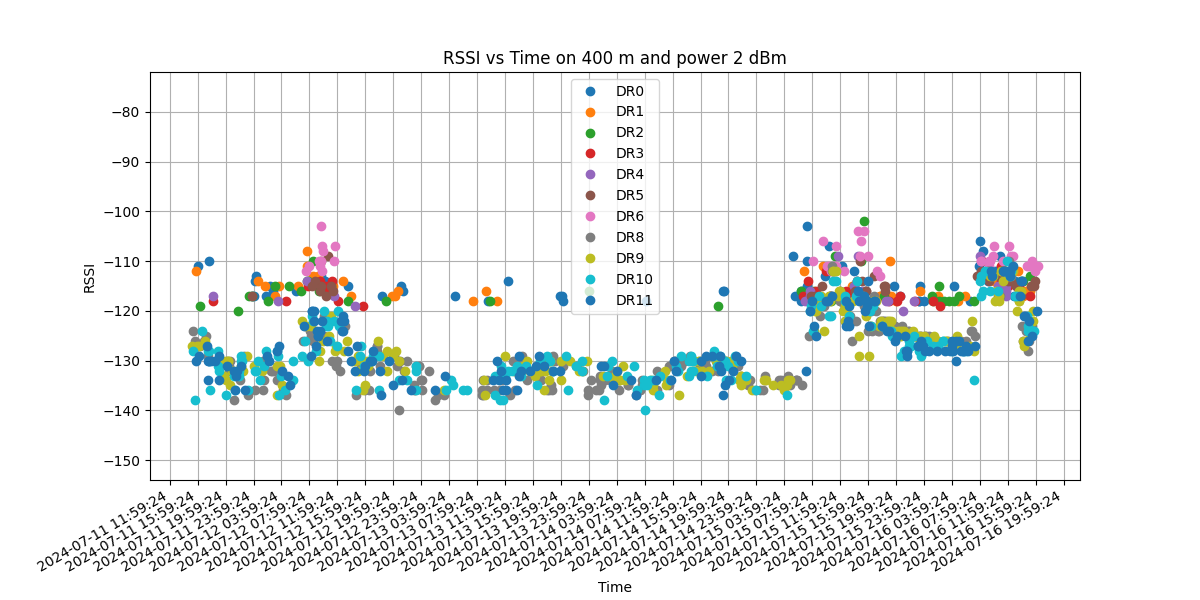 RSSI vs Time on 400 m and power 2 dBm
RSSI
−80
−90
−100
−110
−120
−130
−140
−150
DR0
DR1
DR2
DR3
DR4
DR5
DR6
DR8
DR9
DR10
DR11
2024-07-11 11:59:24
2024-07-11 15:59:24
2024-07-11 19:59:24
2024-07-11 23:59:24
2024-07-12 03:59:24
2024-07-12 07:59:24
2024-07-12 11:59:24
2024-07-12 15:59:24
2024-07-12 19:59:24
2024-07-12 23:59:24
2024-07-13 03:59:24
2024-07-13 07:59:24
2024-07-13 11:59:24
2024-07-13 15:59:24
2024-07-13 19:59:24
2024-07-13 23:59:24
2024-07-14 03:59:24
2024-07-14 07:59:24
2024-07-14 11:59:24
2024-07-14 15:59:24
2024-07-14 19:59:24
2024-07-14 23:59:24
2024-07-15 03:59:24
2024-07-15 07:59:24
2024-07-15 11:59:24
2024-07-15 15:59:24
2024-07-15 19:59:24
2024-07-15 23:59:24
2024-07-16 03:59:24
2024-07-16 07:59:24
2024-07-16 11:59:24
2024-07-16 15:59:24
2024-07-16 19:59:24
Time